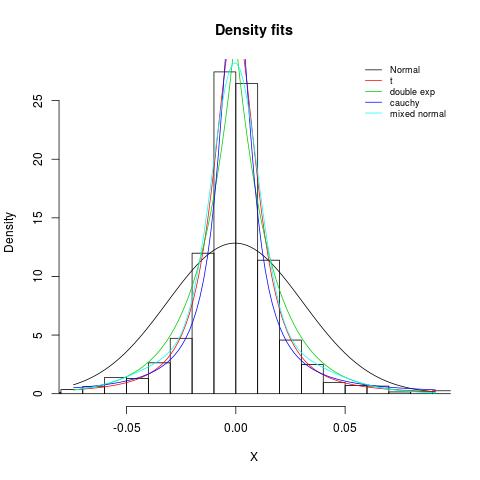 Density fits
Normal
t
double exp
cauchy
mixed normal
25
20
15
10
5
0
Density
-0.05 0.00 0.05
X